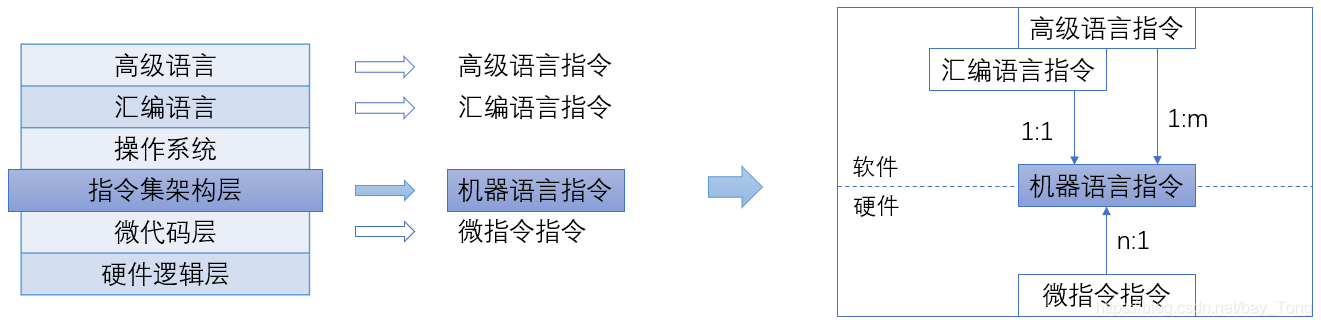 高级语言
高级语言指令
汇编语言
汇编语言指令
操作系统
指令集架构层
机器语言指令
微代码层
微指令指令
硬件逻辑层
高级语言指令
汇编语言指令
1:1
1:m
软件
机器语言指令
硬件
n:1
微指令指令
https://blog.csdn.net/bay_Tong